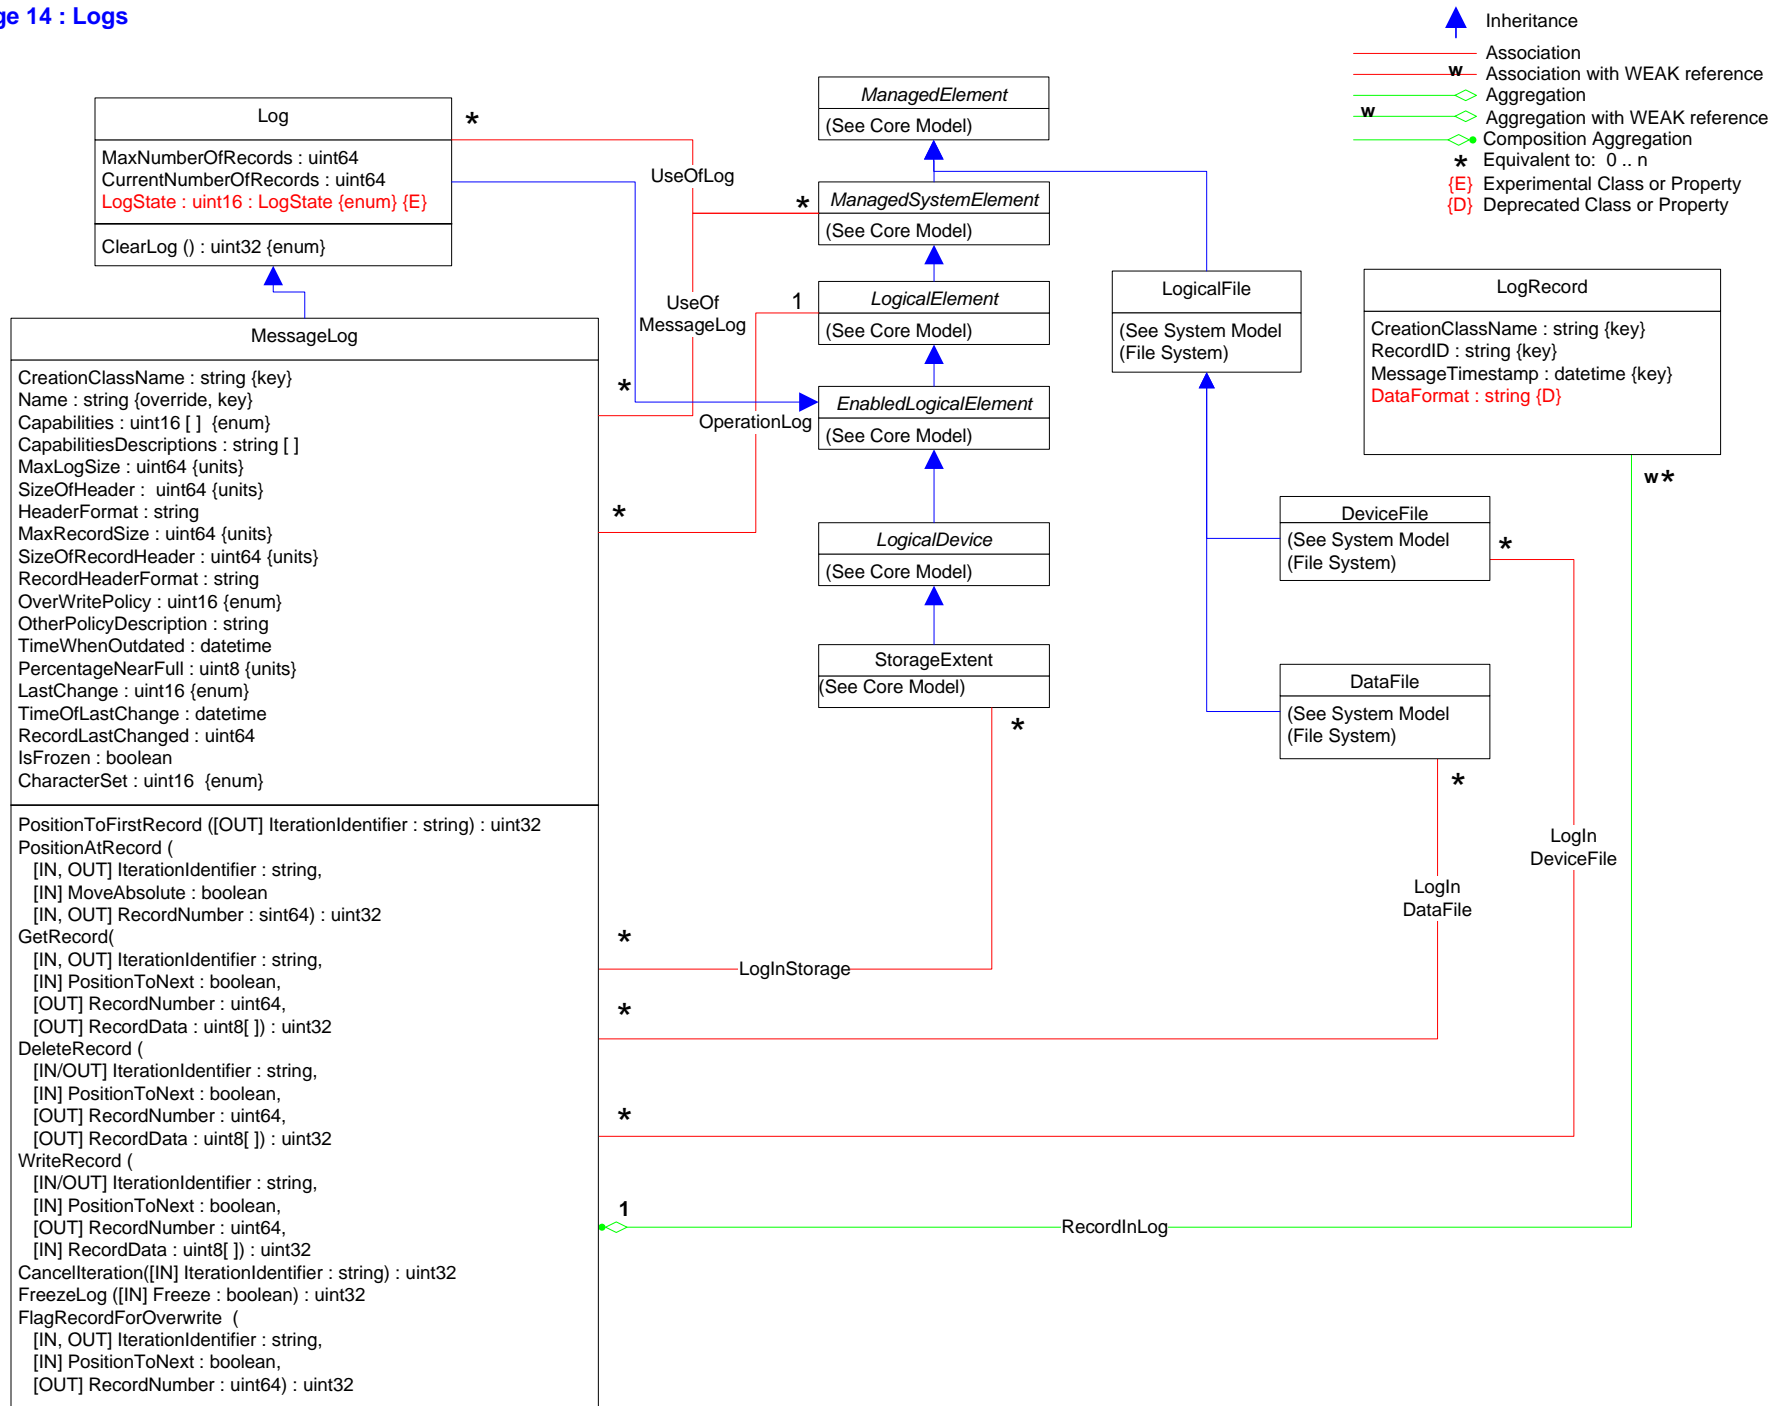 ge 14 : Logs
Inheritance
Association
w Association with WEAK reference
Aggregation
w Aggregation with WEAK reference
Composition Aggregation
* Equivalent to: 0 .. n
{E} Experimental Class or Property
{D} Deprecated Class or Property
Log
*
MaxNumberOfRecords : uint64
CurrentNumberOfRecords : uint64
LogState : uint16 : LogState {enum} {E}
ClearLog () : uint32 {enum}
UseOfLog
*
UseOf
MessageLog
1
*
OperationLog
*
ManagedElement
(See Core Model)
ManagedSystemElement
(See Core Model)
LogicalElement
(See Core Model)
EnabledLogicalElement
(See Core Model)
LogicalDevice
(See Core Model)
StorageExtent
(See Core Model)
*
LogicalFile
(See System Model
(File System)
LogRecord
CreationClassName : string {key}
RecordID : string {key}
MessageTimestamp : datetime {key}
DataFormat : string {D}
w*
DeviceFile
(See System Model
(File System)
*
DataFile
(See System Model
(File System)
*
LogIn
DeviceFile
LogIn
DataFile
MessageLog
CreationClassName : string {key}
Name : string {override, key}
Capabilities : uint16 [ ] {enum}
CapabilitiesDescriptions : string [ ]
MaxLogSize : uint64 {units}
SizeOfHeader : uint64 {units}
HeaderFormat : string
MaxRecordSize : uint64 {units}
SizeOfRecordHeader : uint64 {units}
RecordHeaderFormat : string
OverWritePolicy : uint16 {enum}
OtherPolicyDescription : string
TimeWhenOutdated : datetime
PercentageNearFull : uint8 {units}
LastChange : uint16 {enum}
TimeOfLastChange : datetime
RecordLastChanged : uint64
IsFrozen : boolean
CharacterSet : uint16 {enum}
PositionToFirstRecord ([OUT] IterationIdentifier : string) : uint32
PositionAtRecord (
[IN, OUT] IterationIdentifier : string,
[IN] MoveAbsolute : boolean
[IN, OUT] RecordNumber : sint64) : uint32
GetRecord(
[IN, OUT] IterationIdentifier : string,
[IN] PositionToNext : boolean,
[OUT] RecordNumber : uint64,
[OUT] RecordData : uint8[ ]) : uint32
DeleteRecord (
[IN/OUT] IterationIdentifier : string,
[IN] PositionToNext : boolean,
[OUT] RecordNumber : uint64,
[OUT] RecordData : uint8[ ]) : uint32
WriteRecord (
[IN/OUT] IterationIdentifier : string,
[IN] PositionToNext : boolean,
[OUT] RecordNumber : uint64,
[IN] RecordData : uint8[ ]) : uint32
CancelIteration([IN] IterationIdentifier : string) : uint32
FreezeLog ([IN] Freeze : boolean) : uint32
FlagRecordForOverwrite (
[IN, OUT] IterationIdentifier : string,
[IN] PositionToNext : boolean,
[OUT] RecordNumber : uint64) : uint32
*
LogInStorage
*
*
1
RecordInLog